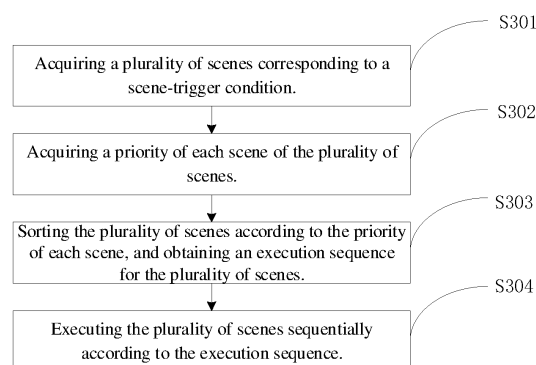 S301
Acquiring a plurality of scenes corresponding to a
scene-trigger condition.
S302
Acquiring a priority of each scene of the plurality of
scenes.
S303
Sorting the plurality of scenes according to the priority
of each scene, and obtaining an execution sequence
for the plurality of scenes.
S304
Executing the plurality of scenes sequentially
according to the execution sequence.